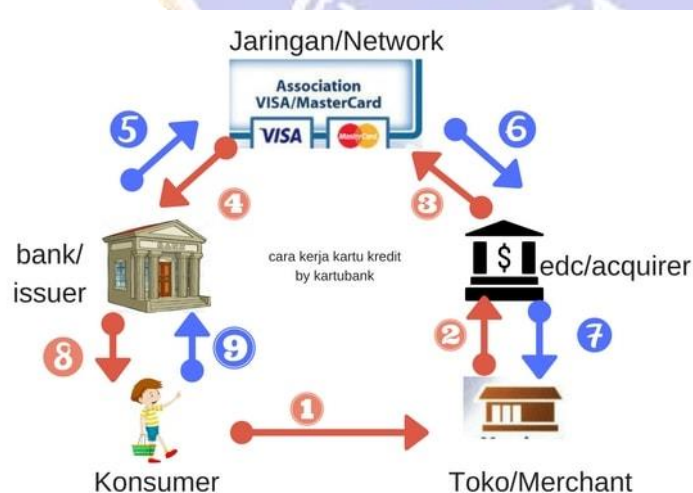 Jaringan/Network
Association
VISA/MasterCard
VISA
MasterCard
5
6
4
3
bank/
issuer
cara kerja kartu kredit
by kartubank
$
edc/acquirer
8
9
2
7
1
Konsumer
Toko/Merchant